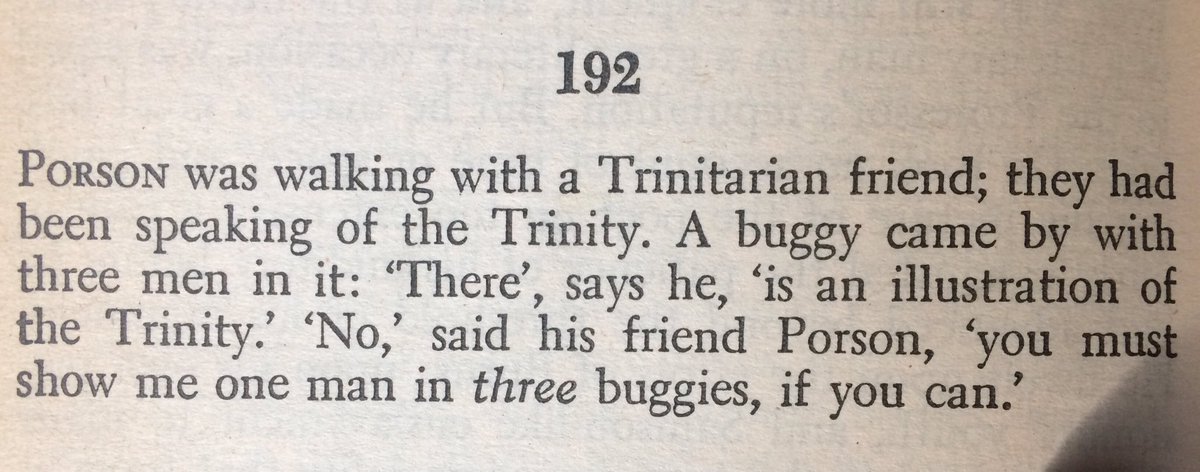 192
PORSON was walking with a Trinitarian friend; they had
been speaking of the Trinity. A buggy came by with
three men in it: ‘There’, says he, ‘is an illustration of
the Trinity.’ ‘No,’ said his friend Porson, ‘you must
show me one man in three buggies, if you can.’